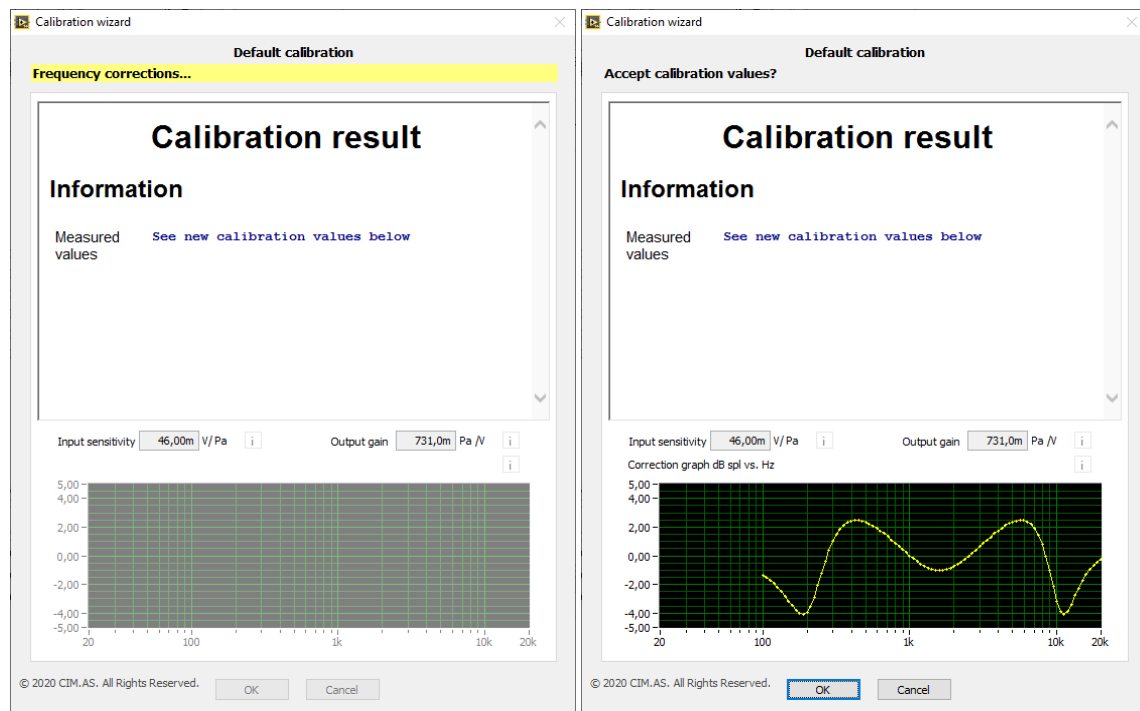 Calibration wizard
Default calibration
Frequency corrections...
Calibration result
Information
Measured values
See new calibration values below
Input sensitivity 46,00m V/Pa i Output gain 731,0m Pa /V i
i
5,00
4,00
2,00
0,00
-2,00
-4,00
-5,00
20 100 1k 10k 20k
© 2020 CIM.AS. All Rights Reserved. OK Cancel
Calibration wizard
Default calibration
Accept calibration values?
Calibration result
Information
Measured values
See new calibration values below
Input sensitivity 46,00m V/Pa i Output gain 731,0m Pa /V i
Correction graph dB spl vs. Hz i
5,00
4,00
2,00
0,00
-2,00
-4,00
-5,00
20 100 1k 10k 20k
© 2020 CIM.AS. All Rights Reserved. OK Cancel